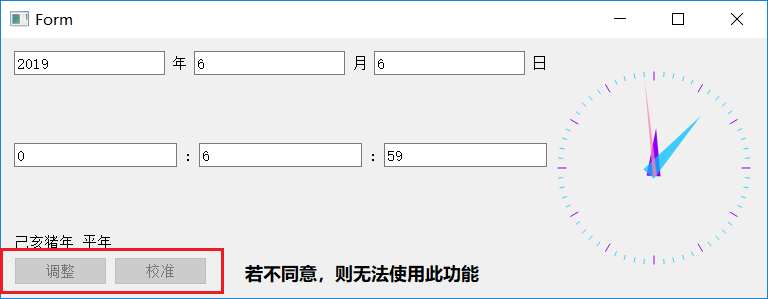 Form
2019 年 6 月 6 日
0 : 6 : 59
己亥猪年 平年
调整 校准 若不同意，则无法使用此功能